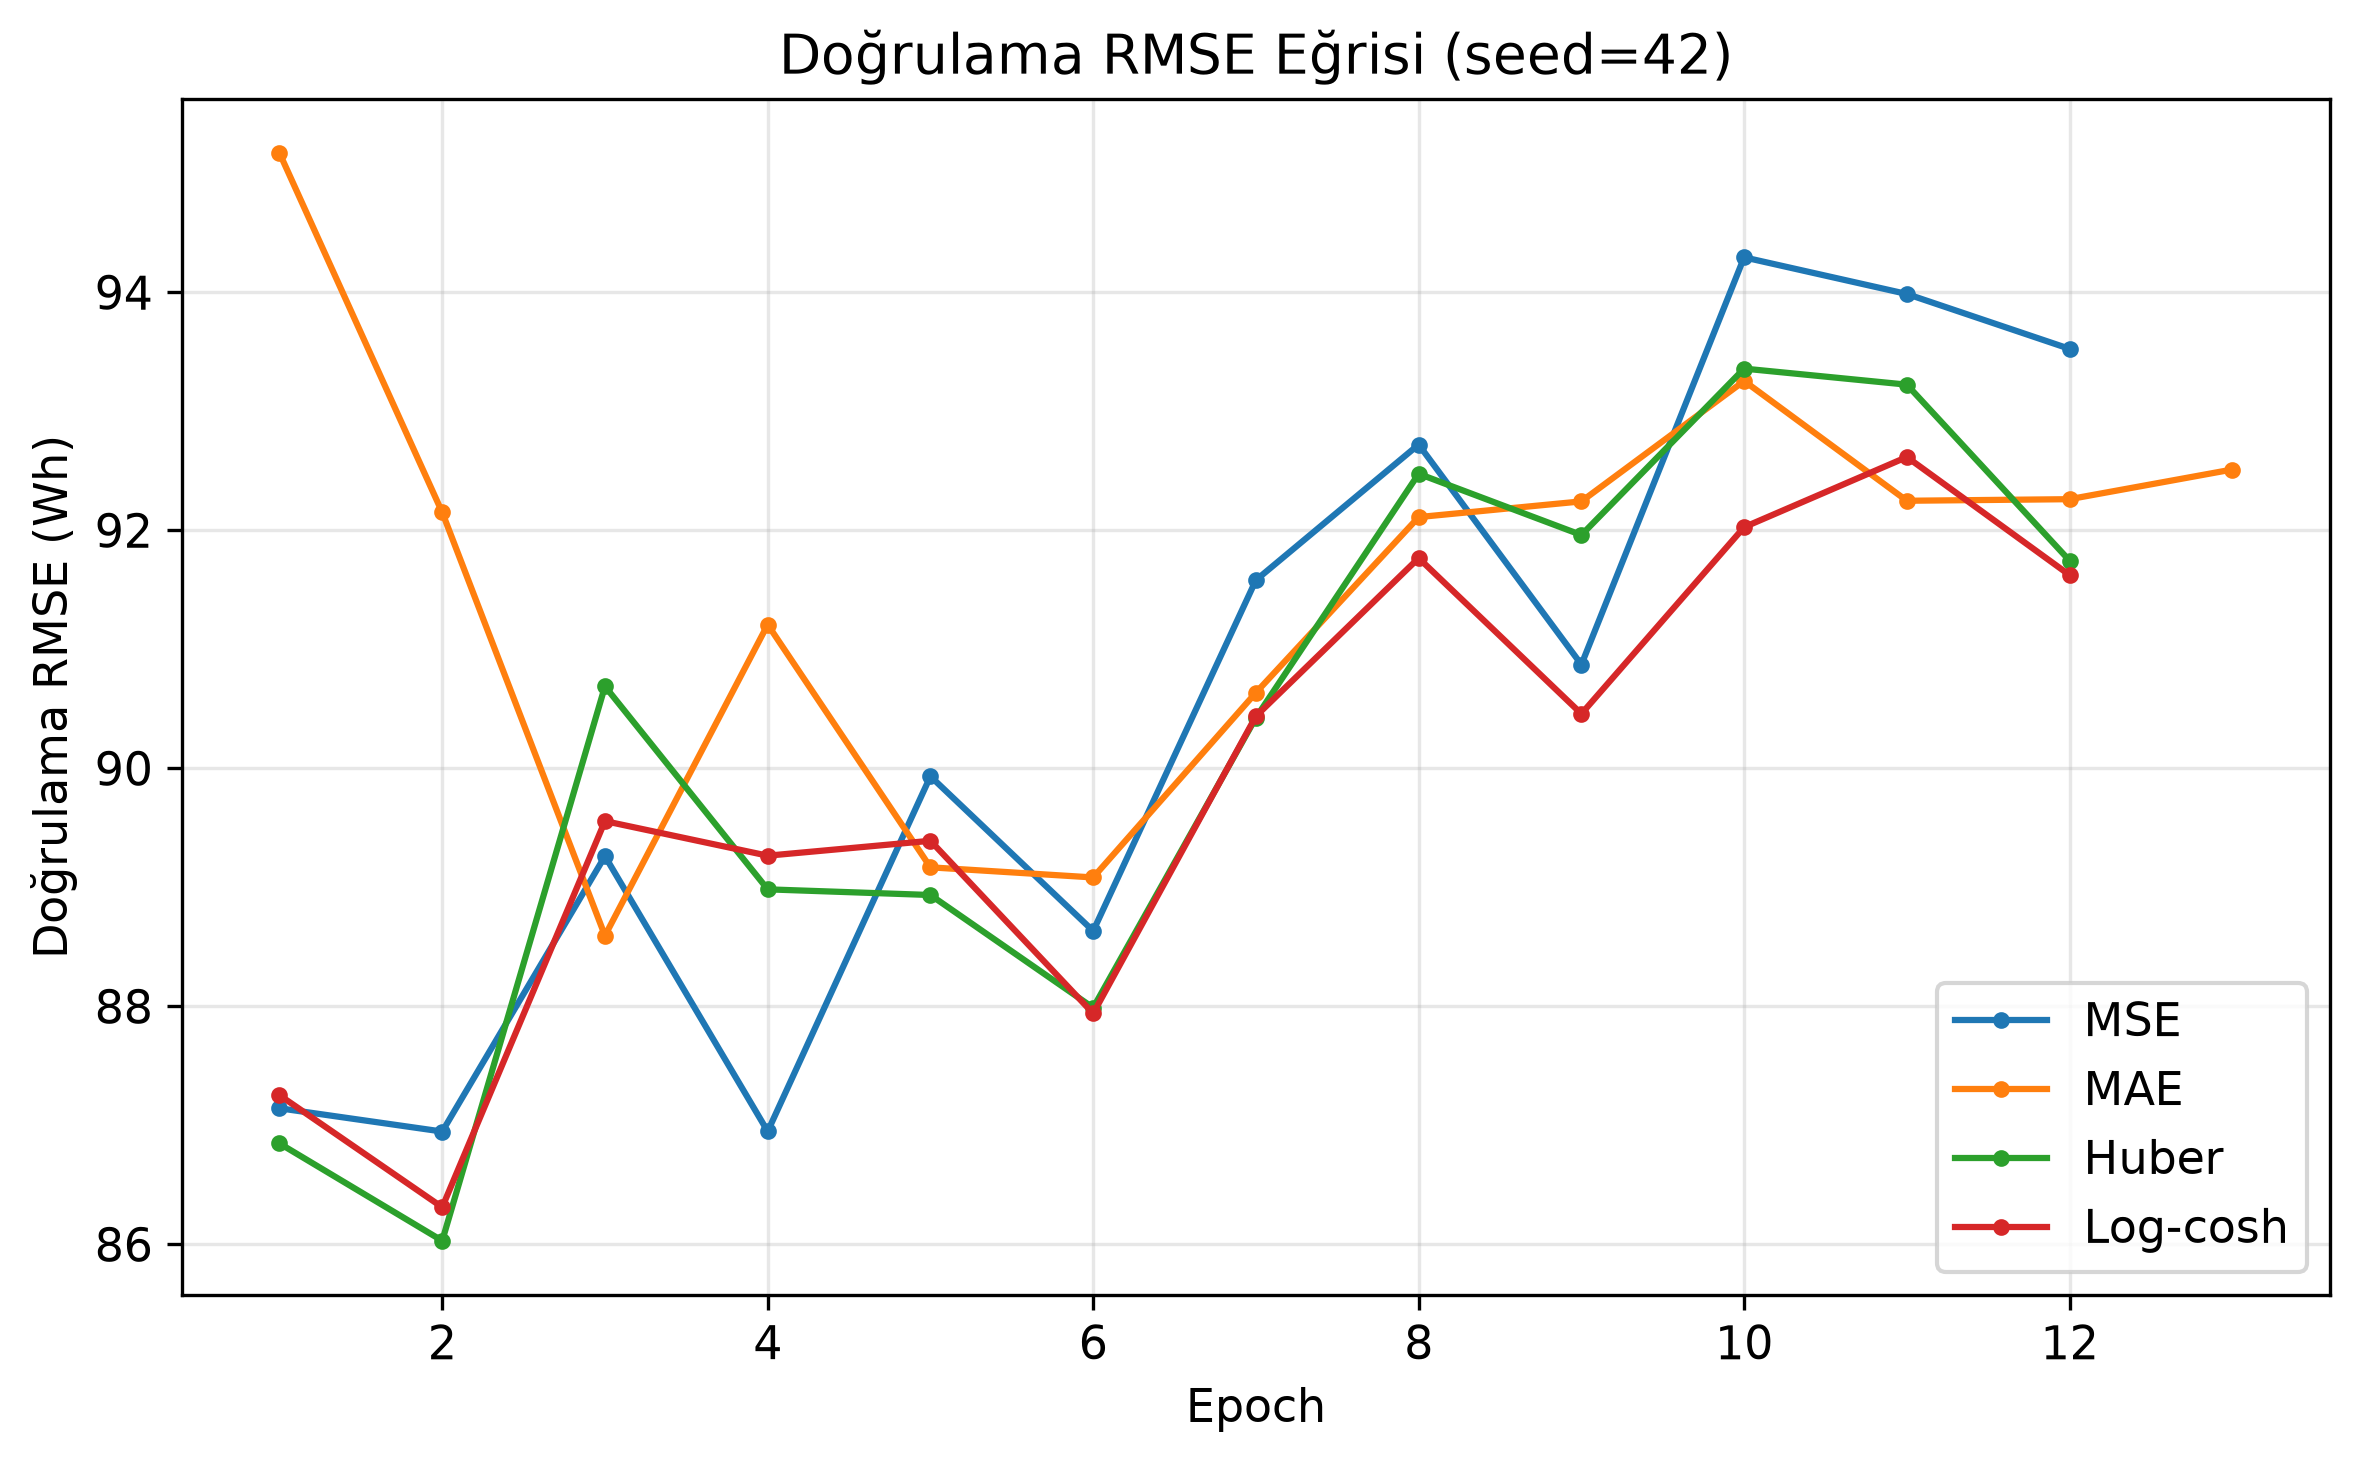 Doğrulama RMSE Eğrisi (seed=42)
Doğrulama RMSE (Wh)
94
92
90
88
86
2 4 6 8 10 12
Epoch
MSE
MAE
Huber
Log-cosh